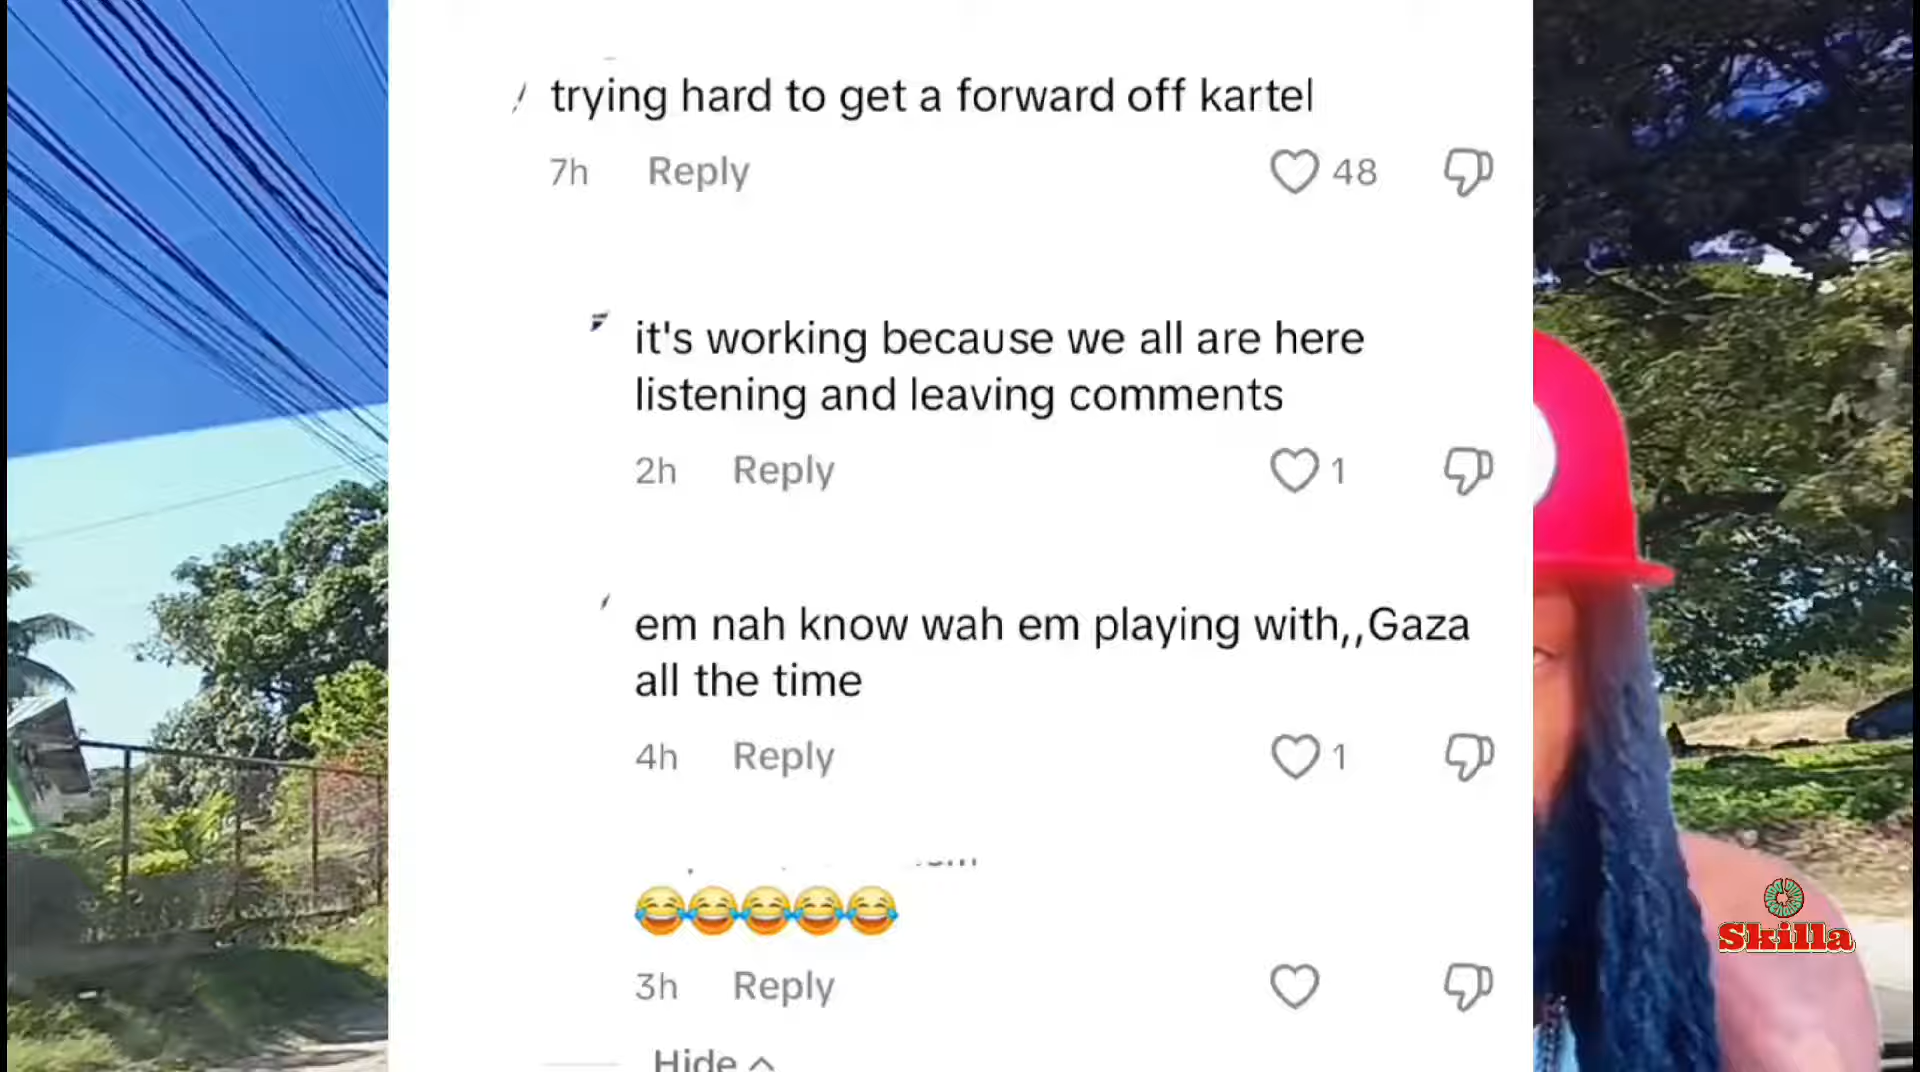 trying hard to get a forward off kartel
7h Reply 48
it's working because we all are here
listening and leaving comments
2h Reply 1
em nah know wah em playing with,,Gaza
all the time
4h Reply 1
😂😂😂😂😂
3h Reply
Hide
Skilla